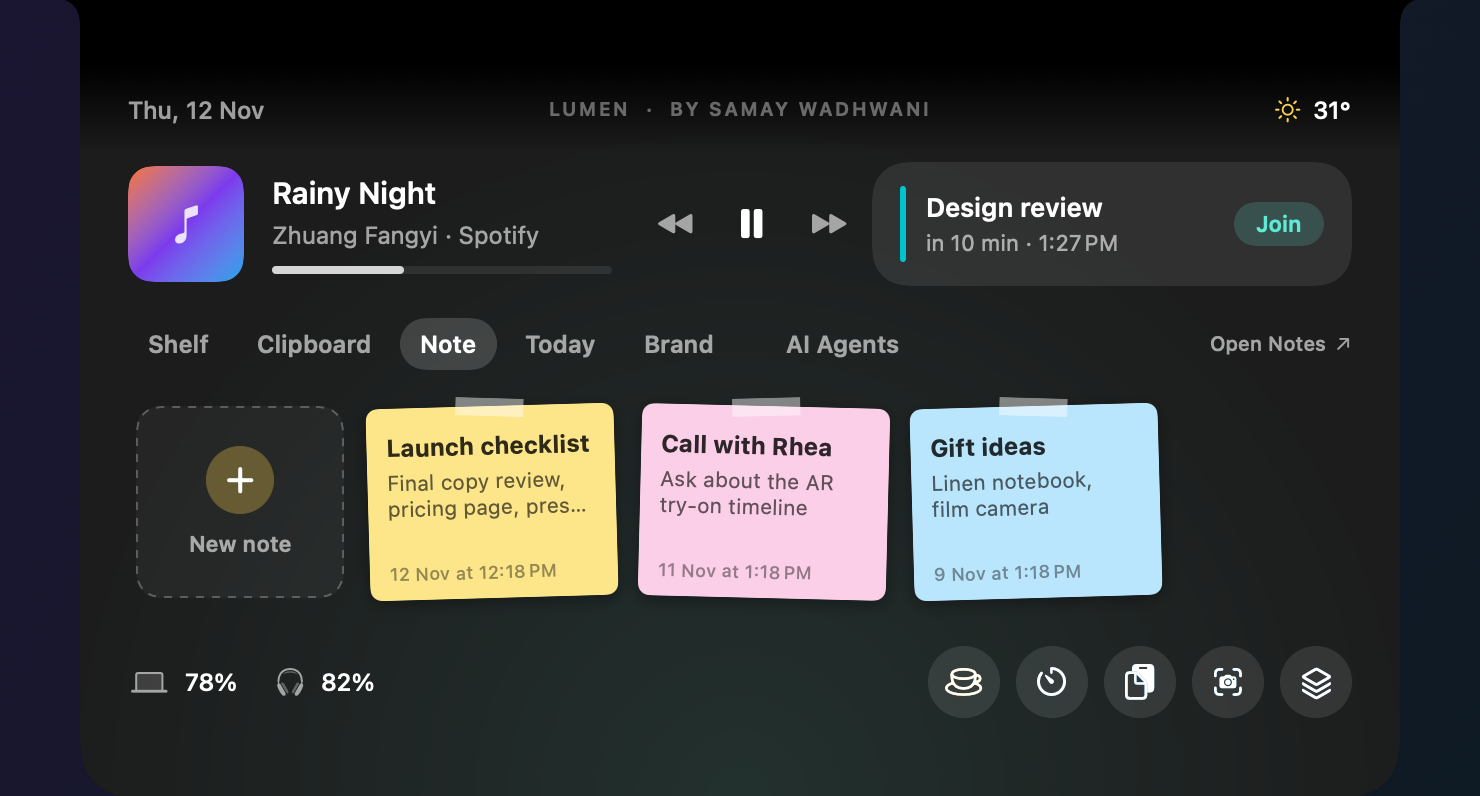 Thu, 12 Nov
LUMEN · BY SAMAY WADHWANI
31°
Rainy Night
Zhuang Fangyi · Spotify
Design review
in 10 min · 1:27 PM
Join
Shelf
Clipboard
Note
Today
Brand
AI Agents
Open Notes ↗
New note
Launch checklist
Final copy review,
pricing page, pres...
12 Nov at 12:18 PM
Call with Rhea
Ask about the AR
try-on timeline
11 Nov at 1:18 PM
Gift ideas
Linen notebook,
film camera
9 Nov at 1:18 PM
78%
82%